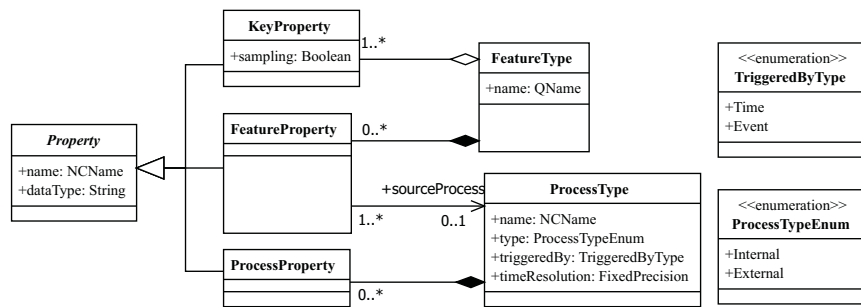 KeyProperty
+sampling: Boolean
1..*
FeatureType
+name: QName
<<enumeration>>
TriggeredByType
+Time
+Event
Property
+name: NCName
+dataType: String
FeatureProperty
0..*
+sourceProcess
1..*
0..1
ProcessType
+name: NCName
+type: ProcessTypeEnum
+triggeredBy: TriggeredByType
+timeResolution: FixedPrecision
<<enumeration>>
ProcessTypeEnum
+Internal
+External
ProcessProperty
0..*